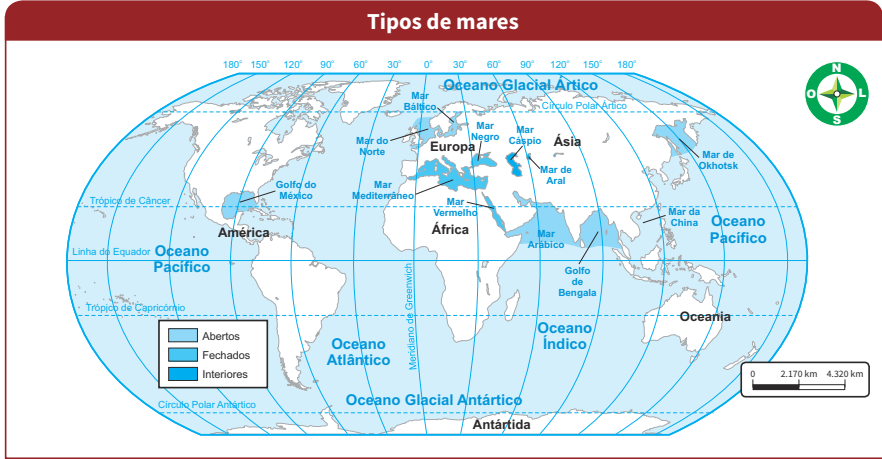 Tipos de mares
180° 150° 120° 90° 60° 30° 0° 30° 60° 90° 120° 150° 180°
N
O L
S
Oceano Glacial Ártico
Círculo Polar Ártico
Mar
Báltico
Mar do
Norte
Europa
Mar
Negro
Mar
Cáspio
Ásia
Mar de
Aral
Mar de
Okhotsk
Golfo do
México
Mar
Mediterrâneo
Trópico de Câncer
Mar
Vermelho
Mar da
China
América
África
Mar
Arábico
Oceano
Pacífico
Linha do Equador
Oceano
Pacífico
Golfo
de
Bengala
Meridiano de Greenwich
Trópico de Capricórnio
Oceania
Abertos
Fechados
Interiores
Oceano
Atlântico
Oceano
Índico
0 2.170 km 4.320 km
Oceano Glacial Antártico
Círculo Polar Antártico
Antártida